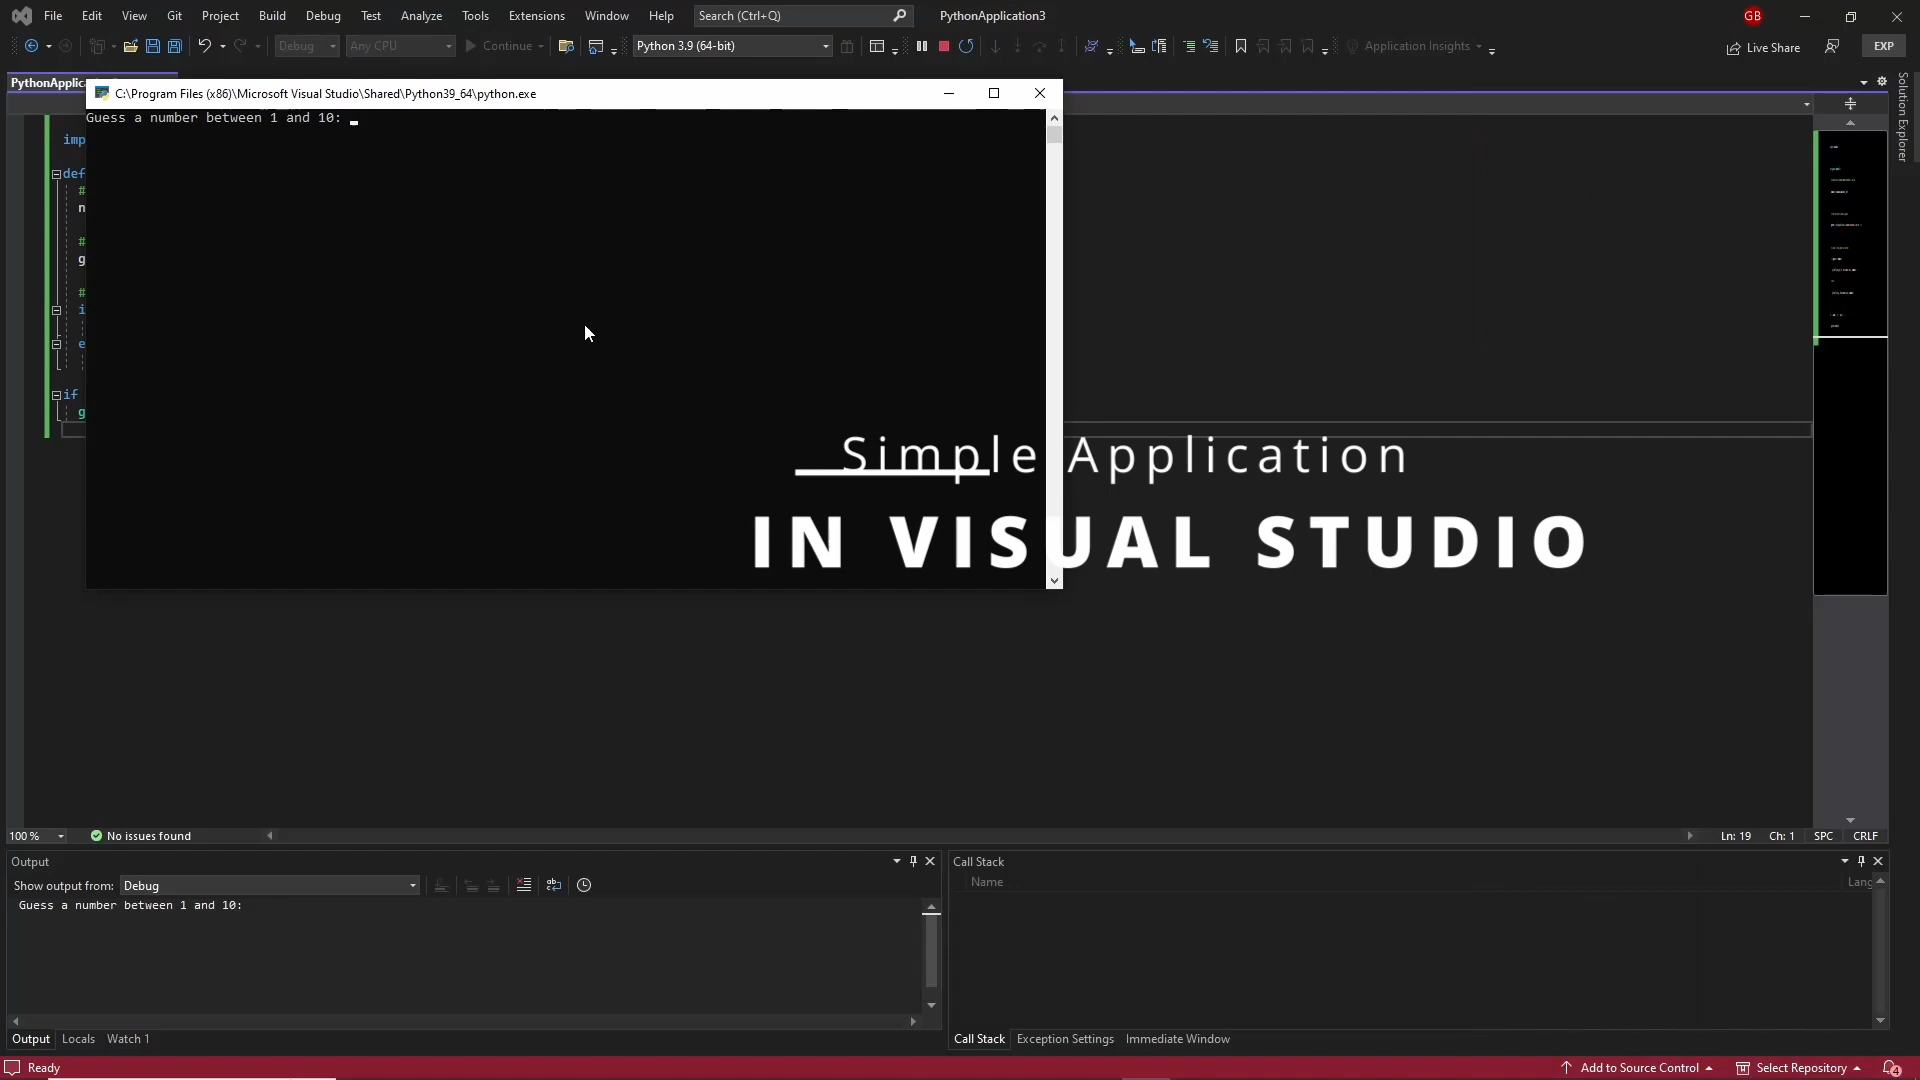 File Edit View Git Project Build Debug Test Analyze Tools Extensions Window Help Search (Ctrl+Q) PythonApplication3 GB
Debug Any CPU Continue Python 3.9 (64-bit) Application Insights Live Share EXP
PythonApplica
C:\Program Files (x86)\Microsoft Visual Studio\Shared\Python39_64\python.exe
Solution Explorer
Guess a number between 1 and 10:
imp
def
#
n
#
g
#
i
e
if
g
Simple Application
IN VISUAL STUDIO
100 % No issues found Ln: 19 Ch: 1 SPC CRLF
Output
Show output from: Debug
Guess a number between 1 and 10:
Output Locals Watch 1
Call Stack
Name Lang
Call Stack Exception Settings Immediate Window
Ready Add to Source Control Select Repository 4